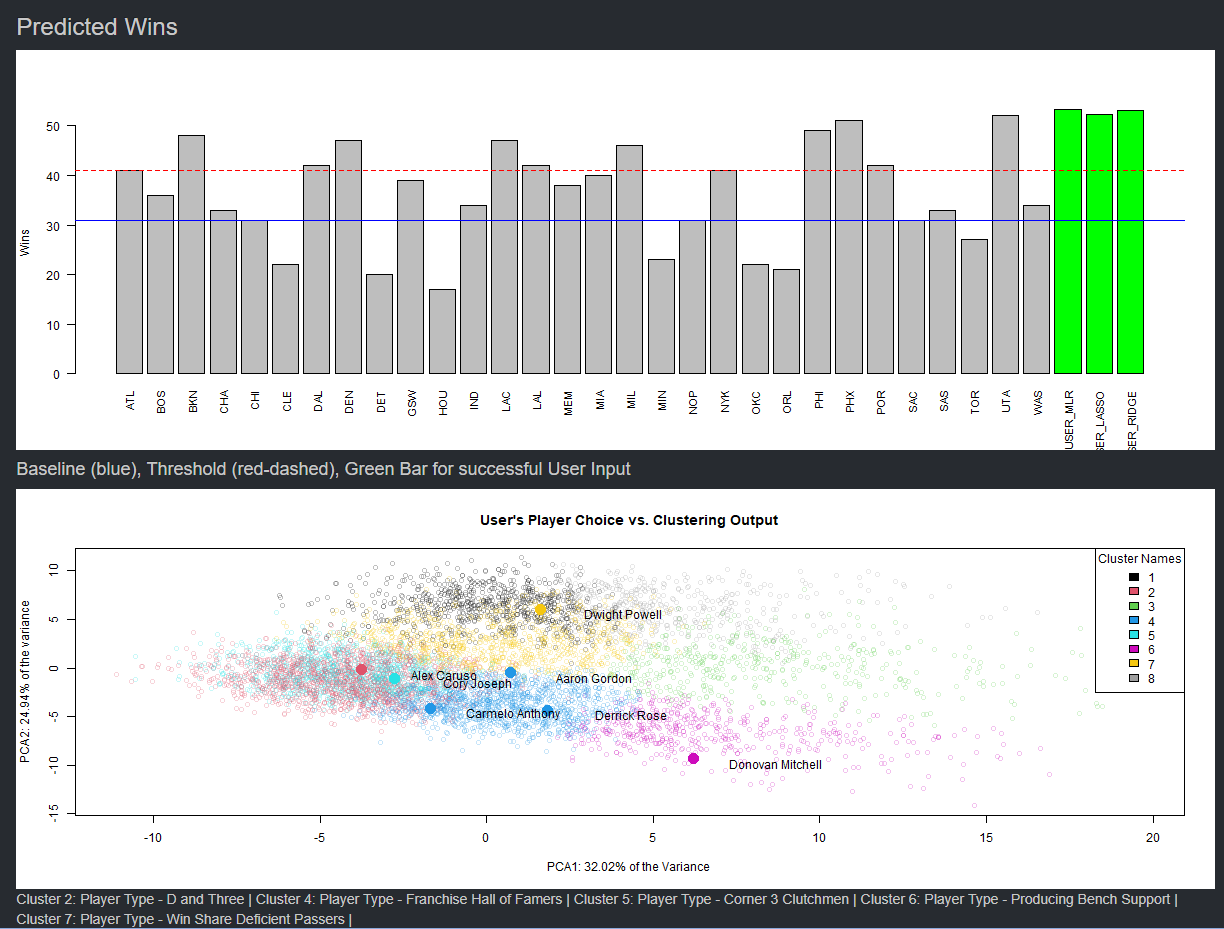 Predicted Wins
50
40
30
20
10
0
Wins
ATL BOS BKN CHA CHI CLE DAL DEN DET GSW HOU IND LAC LAL MEM MIA MIL MIN NOP NYK OKC ORL PHI PHX POR SAC SAS TOR UTA WAS USER_MLR SER_LASSO SER_RIDGE
Baseline (blue), Threshold (red-dashed), Green Bar for successful User Input
User's Player Choice vs. Clustering Output
Cluster Names
1
2
3
4
5
6
7
8
10
5
0
-5
-10
-15
PCA2: 24.94% of the variance
Dwight Powell
Alex Caruso
Cory Joseph
Aaron Gordon
Carmelo Anthony
Derrick Rose
Donovan Mitchell
-10 -5 0 5 10 15 20
PCA1: 32.02% of the Variance
Cluster 2: Player Type - D and Three | Cluster 4: Player Type - Franchise Hall of Famers | Cluster 5: Player Type - Corner 3 Clutchmen | Cluster 6: Player Type - Producing Bench Support |
Cluster 7: Player Type - Win Share Deficient Passers |